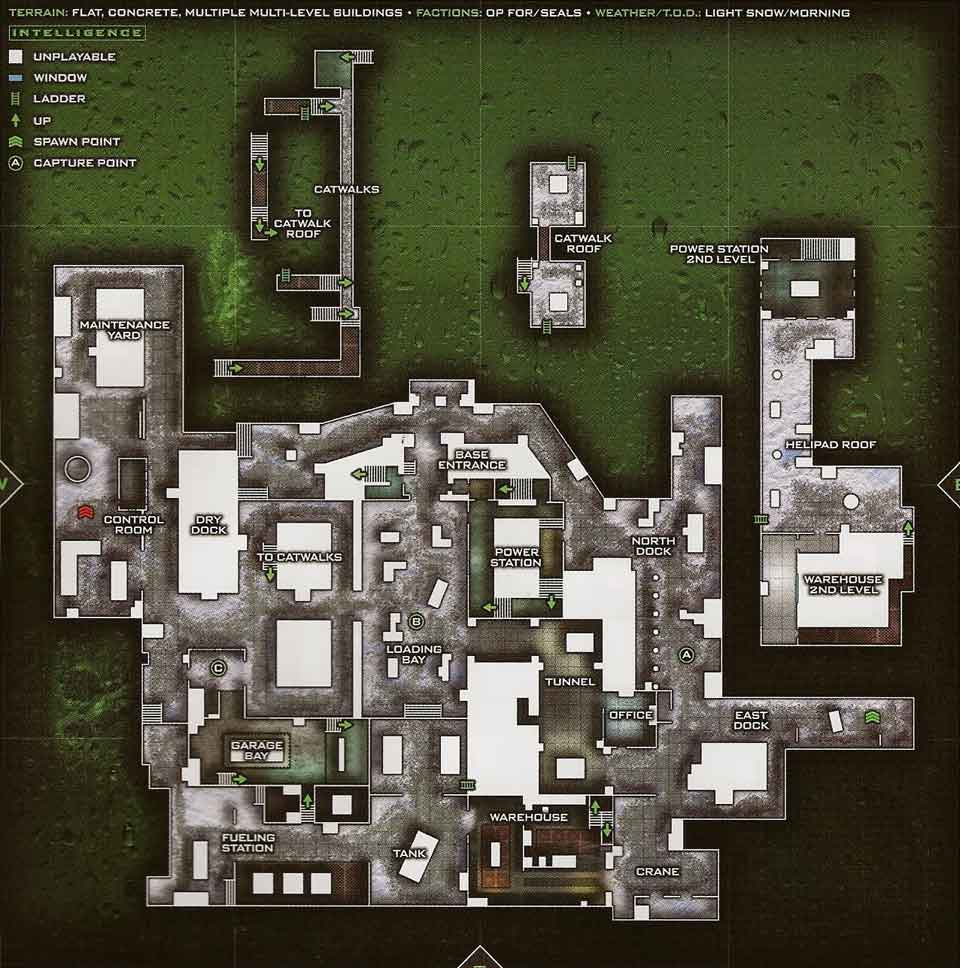 TERRAIN: FLAT, CONCRETE, MULTIPLE MULTI-LEVEL BUILDINGS • FACTIONS: OP FOR/SEALS • WEATHER/T.O.D.: LIGHT SNOW/MORNING
INTELLIGENCE
UNPLAYABLE
WINDOW
LADDER
UP
SPAWN POINT
A CAPTURE POINT
CATWALKS
TO
CATWALK
ROOF
CATWALK
ROOF
POWER STATION
2ND LEVEL
MAINTENANCE
YARD
HELIPAD ROOF
BASE
ENTRANCE
CONTROL
ROOM
DRY
DOCK
TO CATWALKS
POWER
STATION
NORTH
DOCK
WAREHOUSE
2ND LEVEL
B
LOADING
BAY
C
A
TUNNEL
OFFICE
EAST
DOCK
GARAGE
BAY
WAREHOUSE
FUELING
STATION
TANK
CRANE